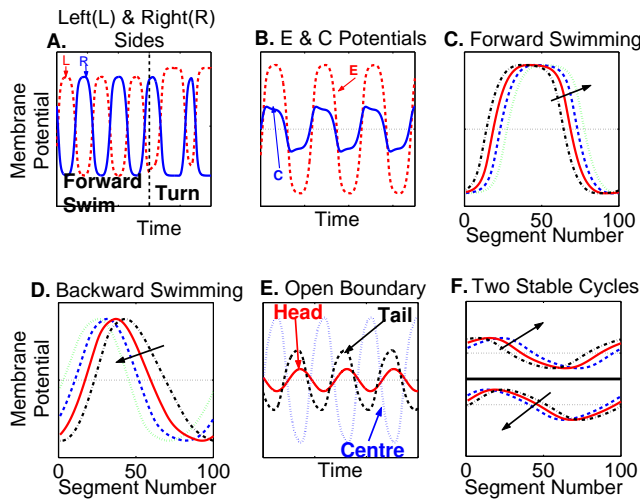 Left(L) & Right(R)
A. Sides
L R
Membrane
Potential
Forward
Swim
Turn
Time
B. E & C Potentials
E
C
Time
C. Forward Swimming
0 50 100
Segment Number
D. Backward Swimming
Membrane
Potential
0 50 100
Segment Number
E. Open Boundary
Head
Tail
Centre
Time
F. Two Stable Cycles
0 50 100
Segment Number